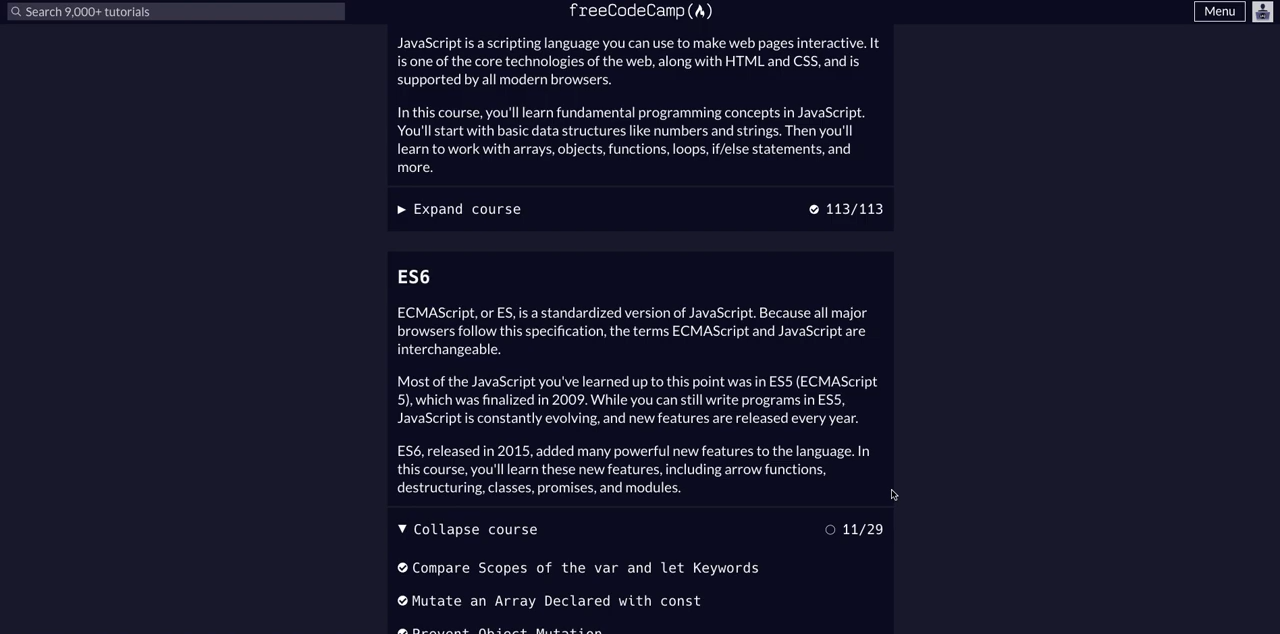 Search 9,000+ tutorials
freeCodeCamp
Menu
JavaScript is a scripting language you can use to make web pages interactive. It
is one of the core technologies of the web, along with HTML and CSS, and is
supported by all modern browsers.
In this course, you'll learn fundamental programming concepts in JavaScript.
You'll start with basic data structures like numbers and strings. Then you'll
learn to work with arrays, objects, functions, loops, if/else statements, and
more.
Expand course 113/113
ES6
ECMAScript, or ES, is a standardized version of JavaScript. Because all major
browsers follow this specification, the terms ECMAScript and JavaScript are
interchangeable.
Most of the JavaScript you've learned up to this point was in ES5 (ECMAScript
5), which was finalized in 2009. While you can still write programs in ES5,
JavaScript is constantly evolving, and new features are released every year.
ES6, released in 2015, added many powerful new features to the language. In
this course, you'll learn these new features, including arrow functions,
destructuring, classes, promises, and modules.
Collapse course 11/29
Compare Scopes of the var and let Keywords
Mutate an Array Declared with const
Prevent Object Mutation